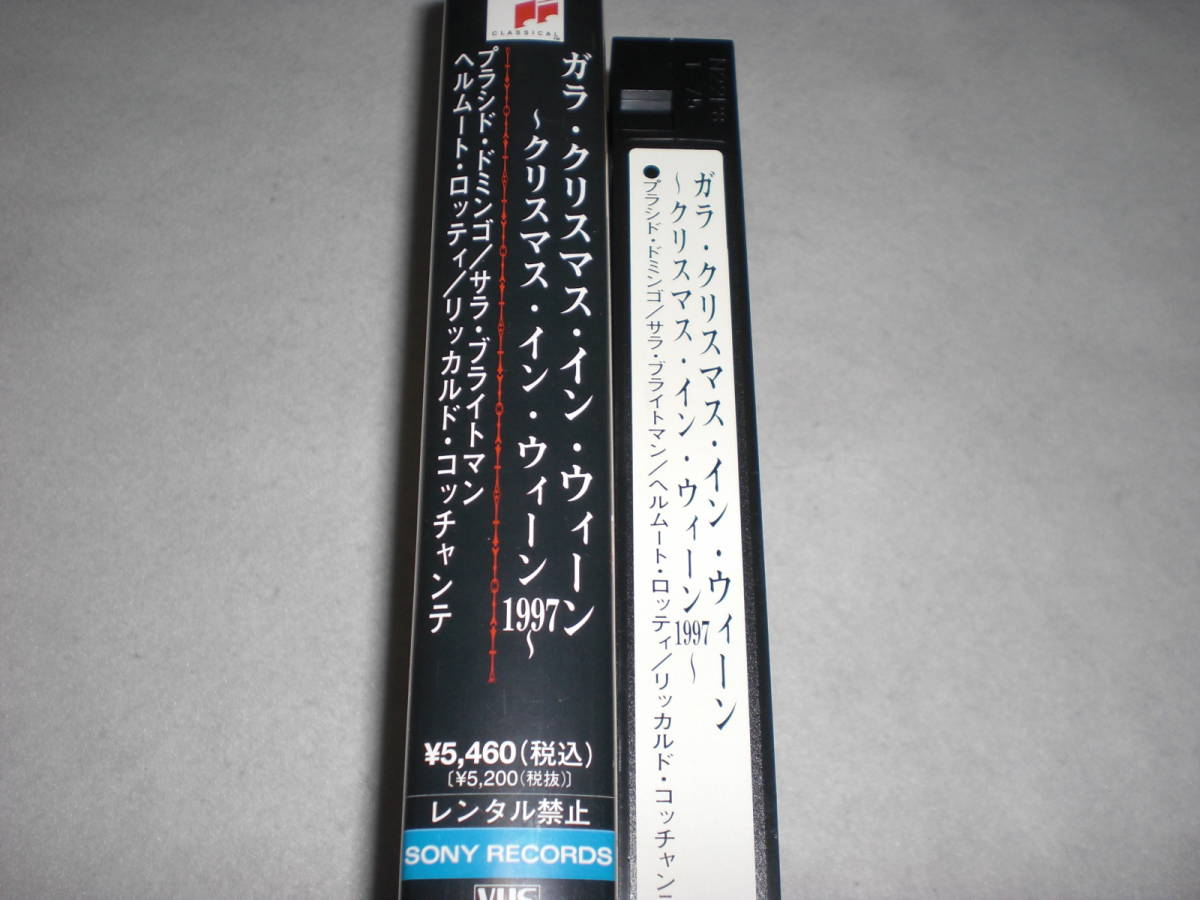 CLASSICAL
ガラ・クリスマス・イン・ウィーン
～クリスマス・イン・ウィーン1997～
プラシド・ドミンゴ／サラ・ブライトマン
ヘルムート・ロッティ／リッカルド・コッチャンテ
¥5,460(税込)
〔¥5,200(税抜)〕
レンタル禁止
SONY RECORDS
VHS
ガラ・クリスマス・イン・ウィーン
～クリスマス・イン・ウィーン1997～
●プラシド・ドミンゴ／サラ・ブライトマン／ヘルムート・ロッティ／リッカルド・コッチャン